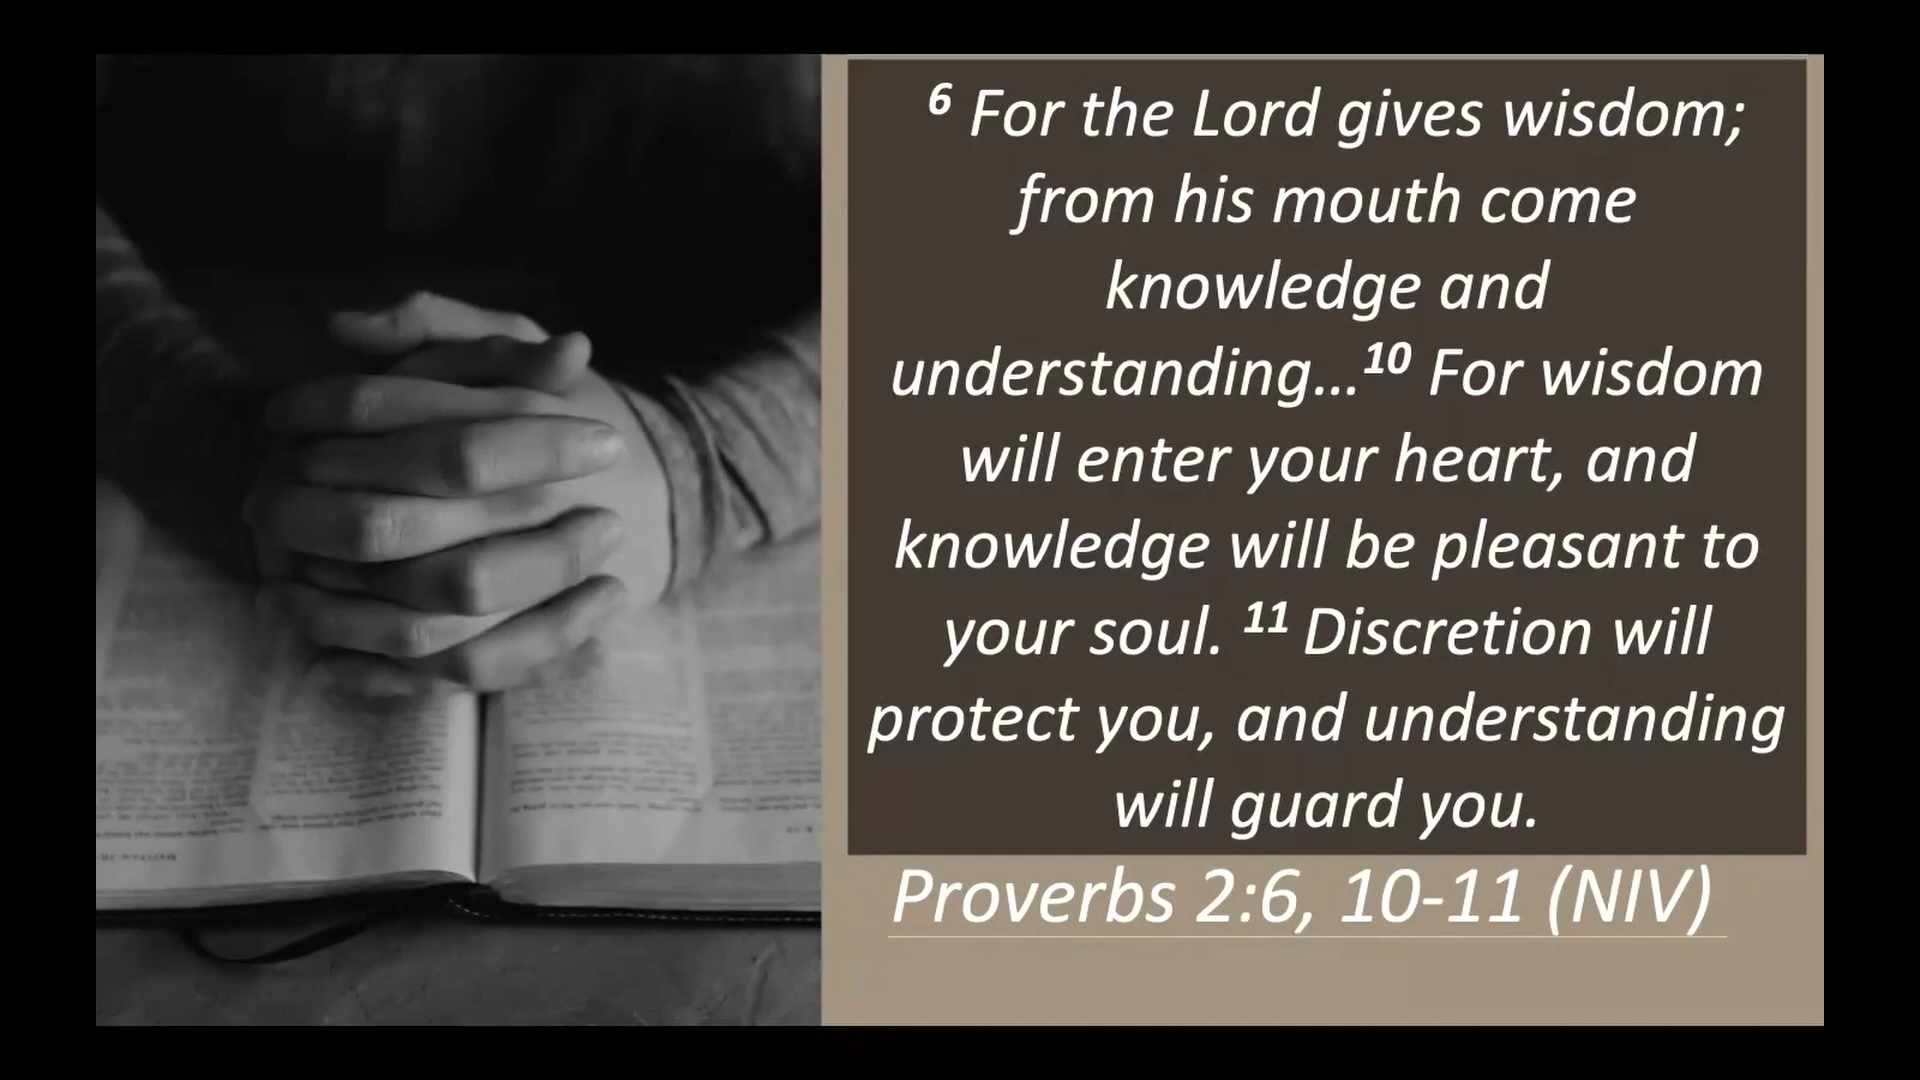 ⁶ For the Lord gives wisdom;
from his mouth come
knowledge and
understanding...¹⁰ For wisdom
will enter your heart, and
knowledge will be pleasant to
your soul. ¹¹ Discretion will
protect you, and understanding
will guard you.
Proverbs 2:6, 10-11 (NIV)